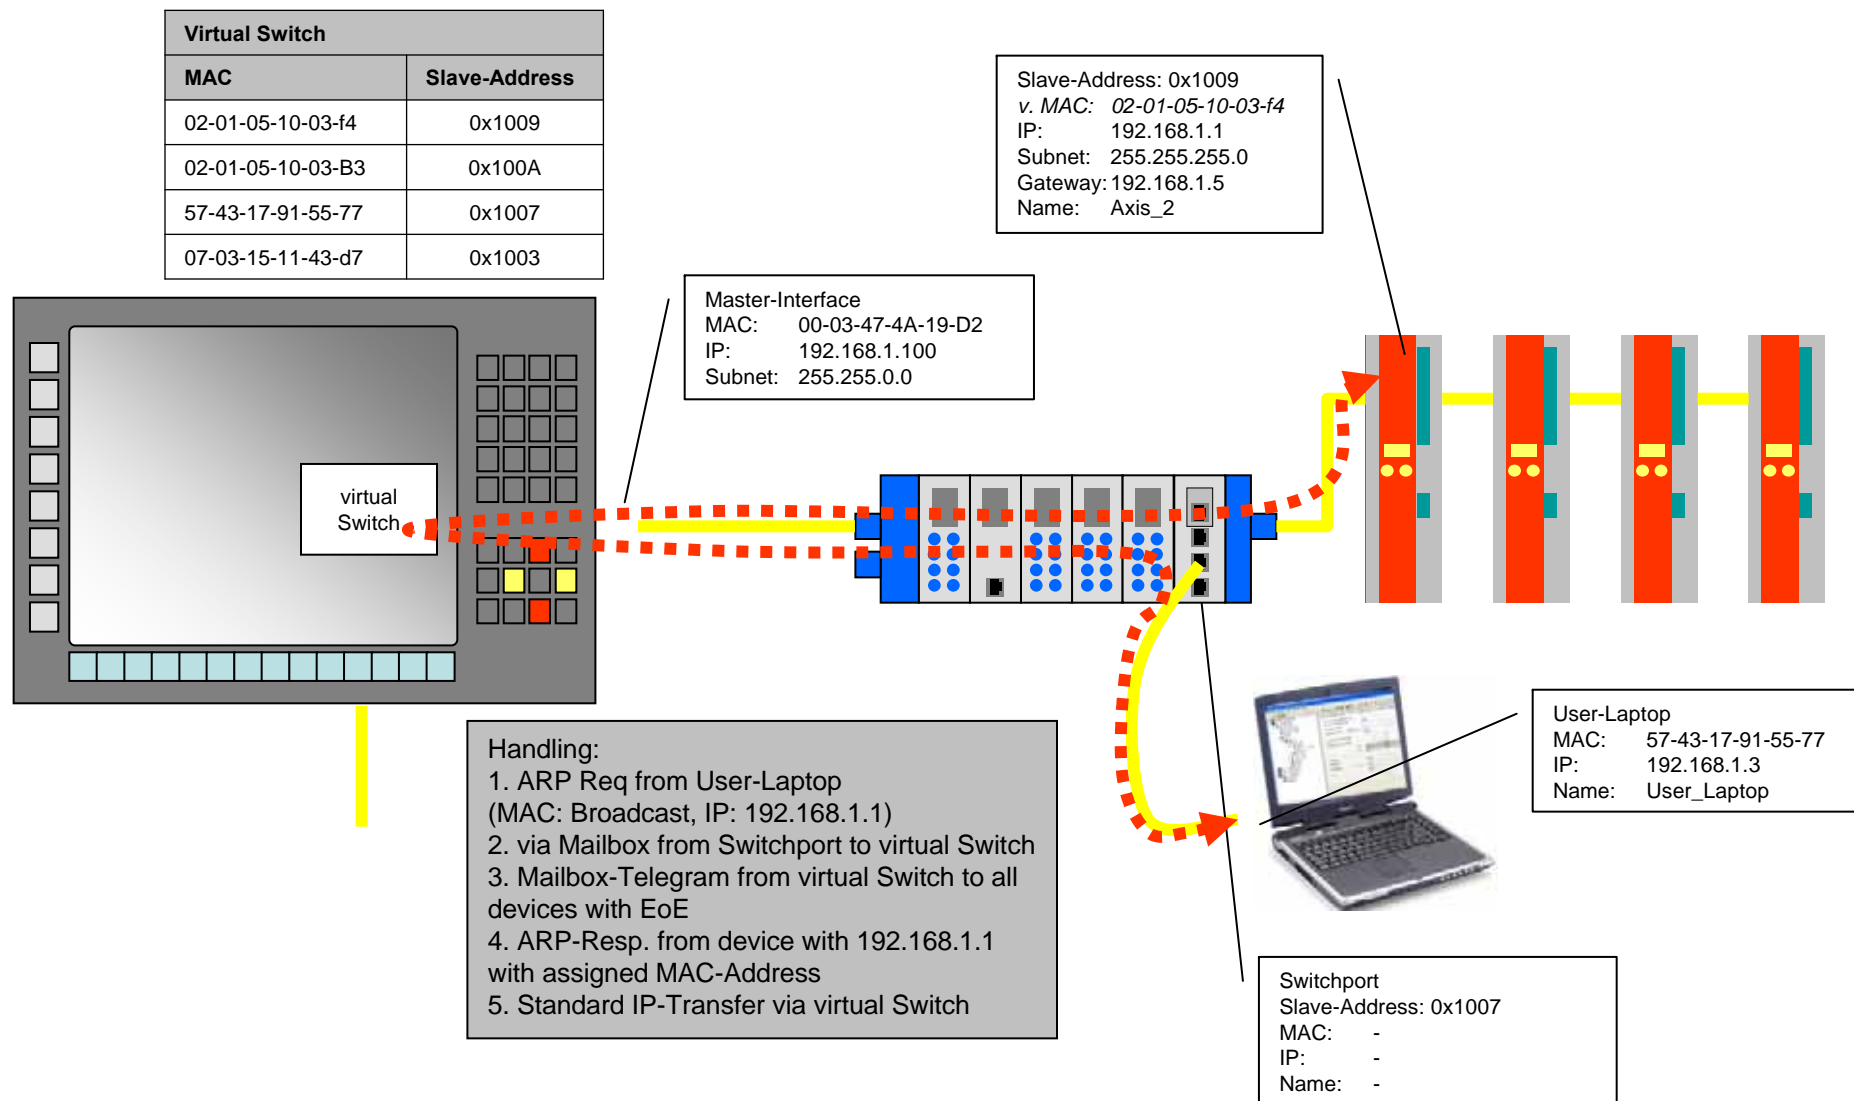 Virtual Switch
MAC Slave-Address
02-01-05-10-03-f4 0x1009
02-01-05-10-03-B3 0x100A
57-43-17-91-55-77 0x1007
07-03-15-11-43-d7 0x1003
Slave-Address: 0x1009
v. MAC: 02-01-05-10-03-f4
IP: 192.168.1.1
Subnet: 255.255.255.0
Gateway: 192.168.1.5
Name: Axis_2
Master-Interface
MAC: 00-03-47-4A-19-D2
IP: 192.168.1.100
Subnet: 255.255.0.0
virtual
Switch
Handling:
1. ARP Req from User-Laptop
(MAC: Broadcast, IP: 192.168.1.1)
2. via Mailbox from Switchport to virtual Switch
3. Mailbox-Telegram from virtual Switch to all
devices with EoE
4. ARP-Resp. from device with 192.168.1.1
with assigned MAC-Address
5. Standard IP-Transfer via virtual Switch
User-Laptop
MAC: 57-43-17-91-55-77
IP: 192.168.1.3
Name: User_Laptop
Switchport
Slave-Address: 0x1007
MAC: -
IP: -
Name: -